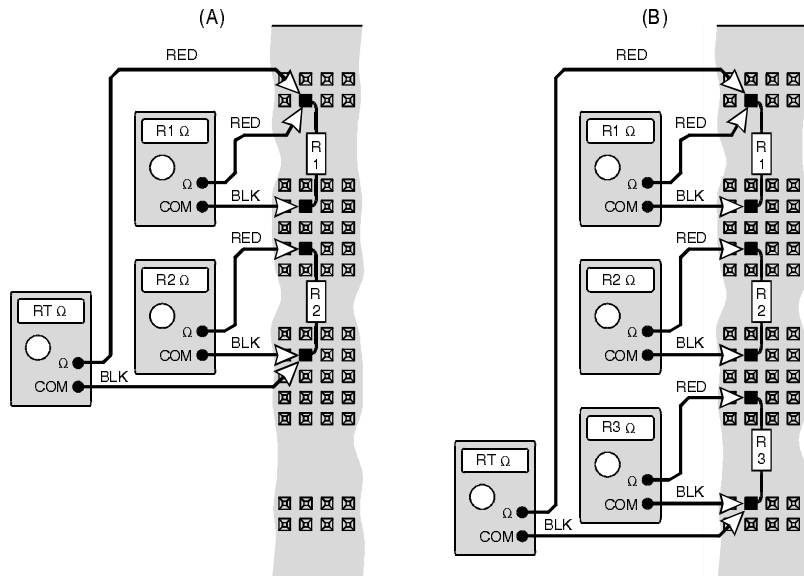 (A)
RED
R1 Ω
RED
R
1
Ω
COM
BLK
RED
R2 Ω
R
2
Ω
COM
BLK
RT Ω
Ω
COM
BLK
(B)
RED
R1 Ω
RED
R
1
Ω
COM
BLK
RED
R2 Ω
R
2
Ω
COM
BLK
RED
R3 Ω
R
3
Ω
COM
BLK
RT Ω
Ω
COM
BLK